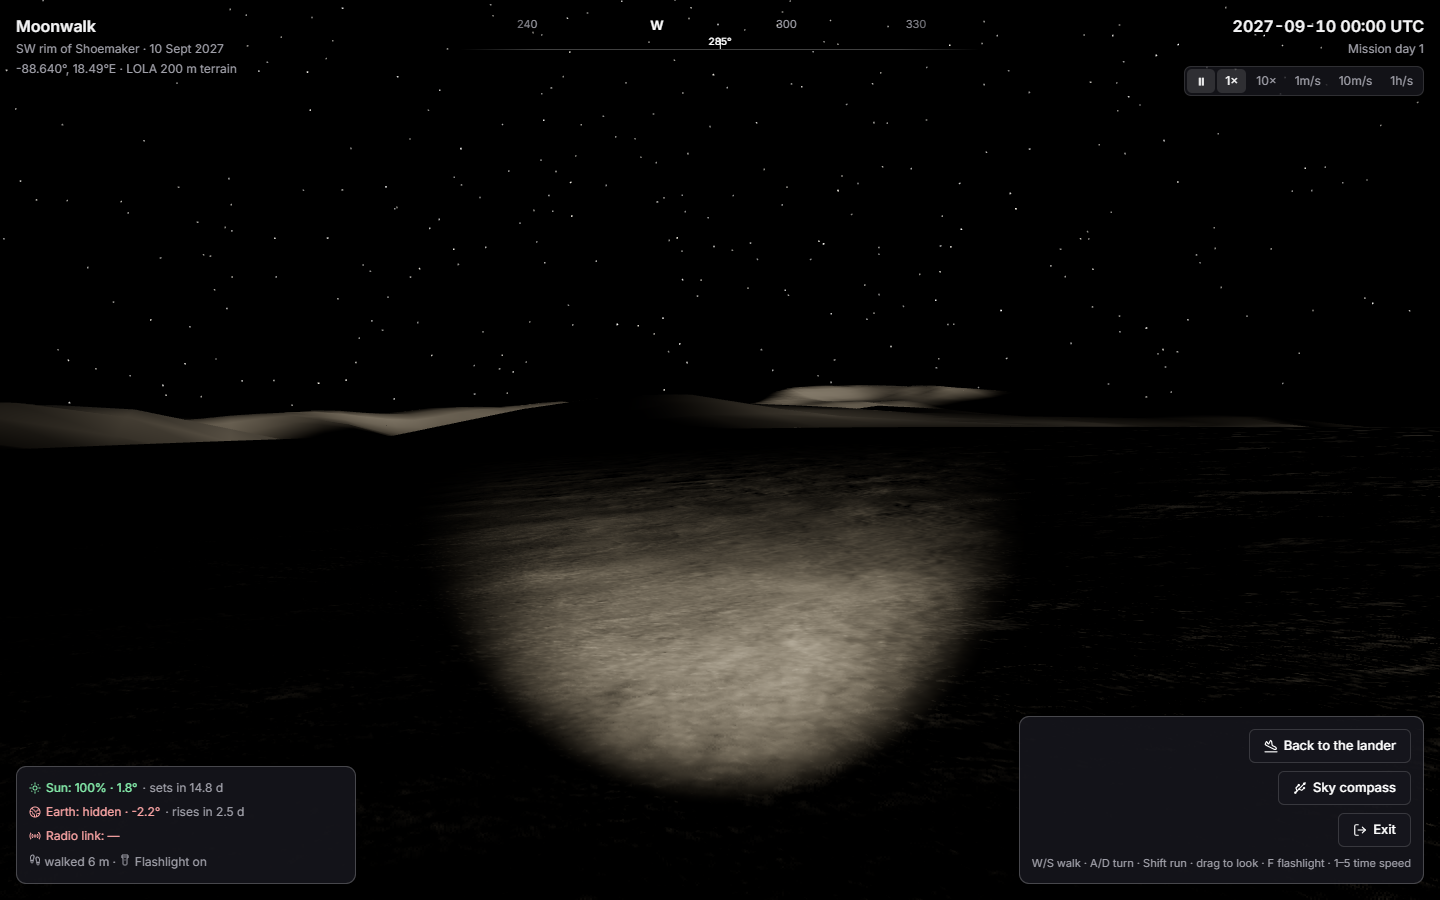 Moonwalk
SW rim of Shoemaker · 10 Sept 2027
-88.640°, 18.49°E · LOLA 200 m terrain
240 W 300 330
285°
2027-09-10 00:00 UTC
Mission day 1
1× 10× 1m/s 10m/s 1h/s
Sun: 100% · 1.8° · sets in 14.8 d
Earth: hidden · -2.2° · rises in 2.5 d
Radio link: —
walked 6 m · Flashlight on
Back to the lander
Sky compass
Exit
W/S walk · A/D turn · Shift run · drag to look · F flashlight · 1–5 time speed